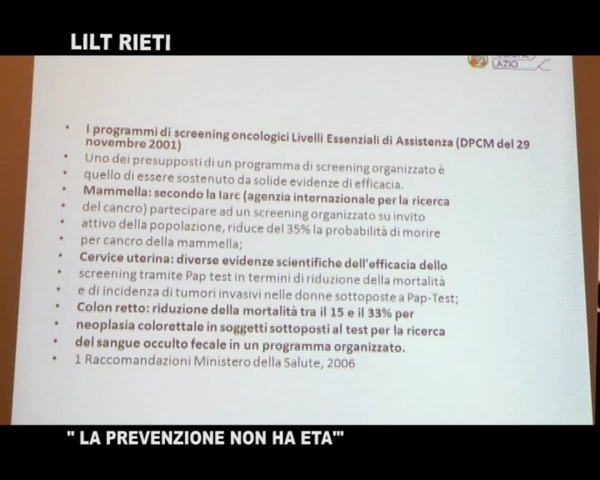 LILT RIETI
LAZIO
• I programmi di screening oncologici Livelli Essenziali di Assistenza (DPCM del 29
novembre 2001)
• Uno dei presupposti di un programma di screening organizzato è
• quello di essere sostenuto da solide evidenze di efficacia.
• Mammella: secondo la Iarc (agenzia internazionale per la ricerca
• del cancro) partecipare ad un screening organizzato su invito
• attivo della popolazione, riduce del 35% la probabilità di morire
• per cancro della mammella;
• Cervice uterina: diverse evidenze scientifiche dell'efficacia dello
• screening tramite Pap test in termini di riduzione della mortalità
• e di incidenza di tumori invasivi nelle donne sottoposte a Pap-Test;
• Colon retto: riduzione della mortalità tra il 15 e il 33% per
• neoplasia colorettale in soggetti sottoposti al test per la ricerca
• del sangue occulto fecale in un programma organizzato.
• 1 Raccomandazioni Ministero della Salute, 2006
" LA PREVENZIONE NON HA ETA'"